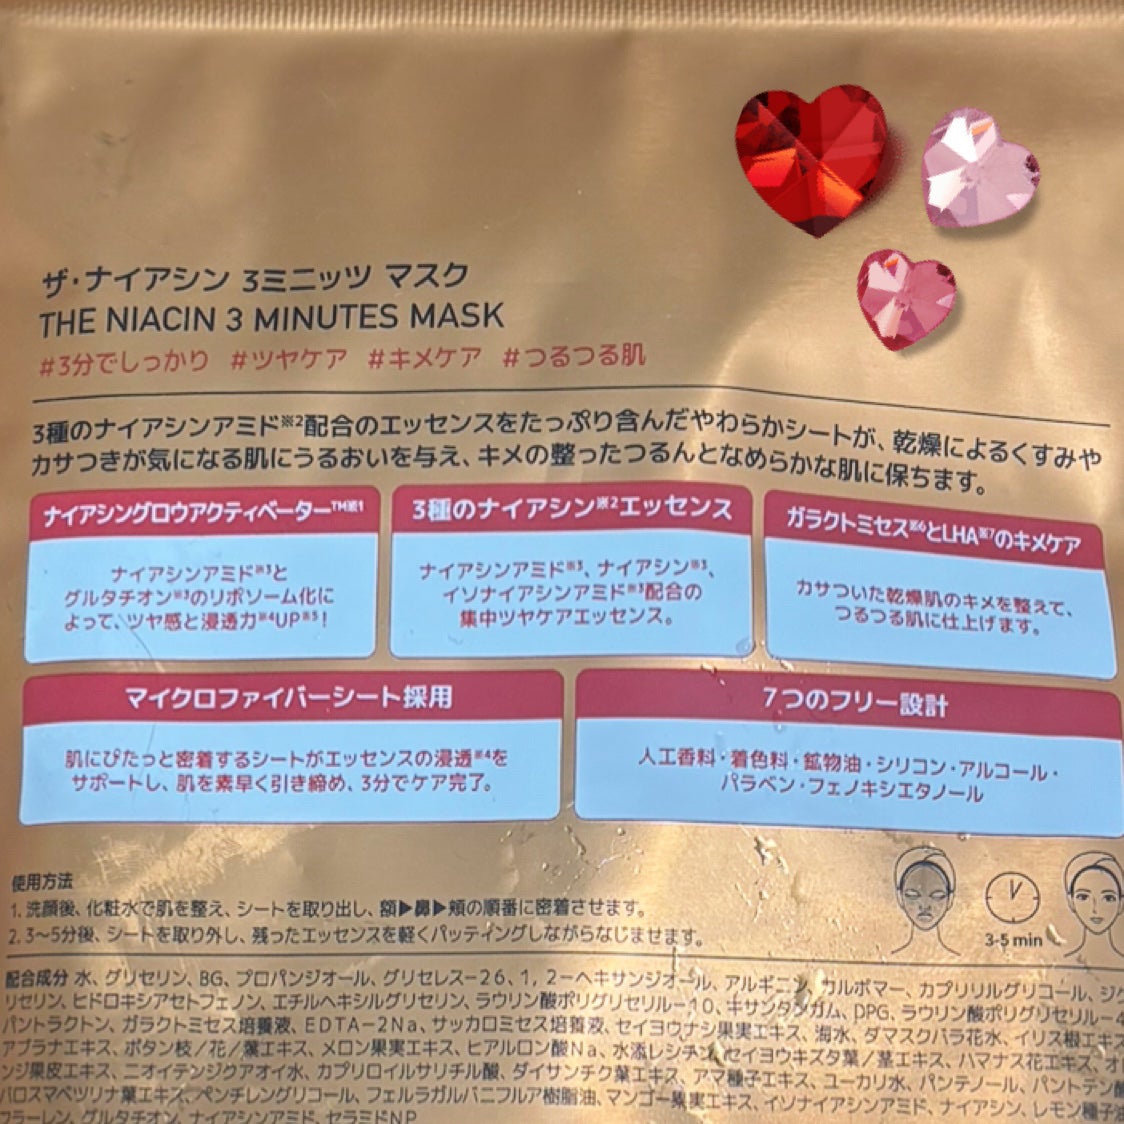 ザ・ナイアシン 3ミニッツ マスク
THE NIACIN 3 MINUTES MASK
#3分でしっかり #ツヤケア #キメケア #つるつる肌
3種のナイアシンアミド※2配合のエッセンスをたっぷり含んだやわらかシートが、乾燥によるくすみや
カサつきが気になる肌にうるおいを与え、キメの整ったつるんとなめらかな肌に保ちます。
ナイアシングロウアクティベーター™※1
ナイアシンアミド※3と
グルタチオン※3のリポソーム化に
よって、ツヤ感と浸透力※4UP※5!
3種のナイアシン※2エッセンス
ナイアシンアミド※3、ナイアシン※3、
イソナイアシンアミド※3配合の
集中ツヤケアエッセンス。
ガラクトミセス※6とLHA※7のキメケア
カサついた乾燥肌のキメを整えて、
つるつる肌に仕上げます。
マイクロファイバーシート採用
肌にぴたっと密着するシートがエッセンスの浸透※4を
サポートし、肌を素早く引き締め、3分でケア完了。
7つのフリー設計
人工香料・着色料・鉱物油・シリコン・アルコール・
パラベン・フェノキシエタノール
使用方法
1. 洗顔後、化粧水で肌を整え、シートを取り出し、額▶鼻▶頬の順番に密着させます。
2. 3〜5分後、シートを取り外し、残ったエッセンスを軽くパッティングしながらなじませます。
3-5 min
配合成分 水、グリセリン、BG、プロパンジオール、グリセレス-26、1，2-ヘキサンジオール、アルギニン、カルボマー、カプリリルグリコール、ジグ
リセリン、ヒドロキシアセトフェノン、エチルヘキシルグリセリン、ラウリン酸ポリグリセリル-10、キサンタンガム、DPG、ラウリン酸ポリグリセリル-4
パントラクトン、ガラクトミセス培養液、EDTA-2Na、サッカロミセス培養液、セイヨウナシ果実エキス、海水、ダマスクバラ花水、イリス根エキス
アブラナエキス、ボタン枝/花/葉エキス、メロン果実エキス、ヒアルロン酸Na、水添レシチン、セイヨウキズタ葉/茎エキス、ハマナス花エキス、オレ
ンジ果皮エキス、ニオイテンジクアオイ水、カプリロイルサリチル酸、ダイサンチク葉エキス、アマ種子エキス、ユーカリ水、パンテノール、パントテン酸
バロスマベツリナ葉エキス、ペンチレングリコール、フェルラガルバニフルア樹脂油、マンゴー果実エキス、イソナイアシンアミド、ナイアシン、レモン種子油
フラーレン、グルタチオン、ナイアシンアミド、セラミドNP